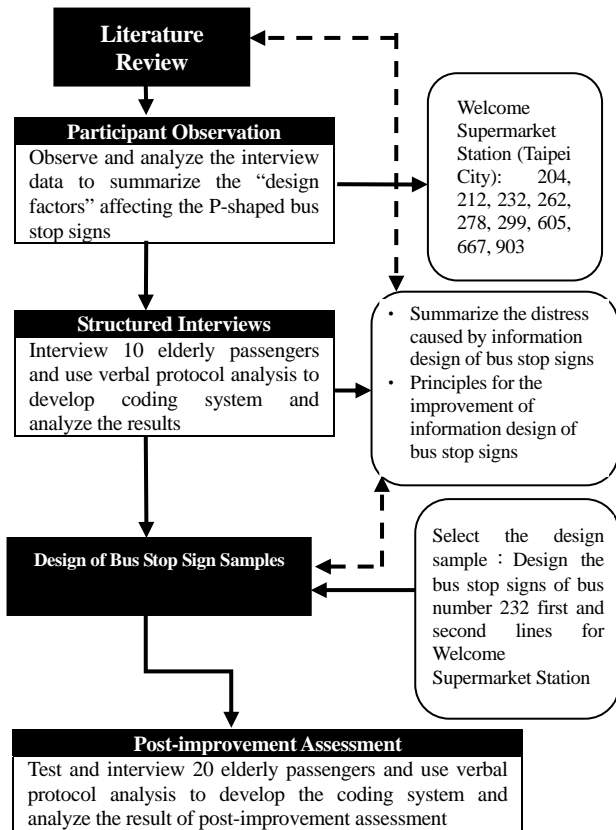 Literature
Review
Participant Observation
Observe and analyze the interview
data to summarize the “design
factors” affecting the P-shaped bus
stop signs
Welcome
Supermarket
Station (Taipei
City): 204,
212, 232, 262,
278, 299, 605,
667, 903
Structured Interviews
Interview 10 elderly passengers
and use verbal protocol analysis to
develop coding system and
analyze the results
• Summarize the distress
caused by information
design of bus stop signs
• Principles for the
improvement of
information design of
bus stop signs
Design of Bus Stop Sign Samples
Select the design
sample：Design the
bus stop signs of bus
number 232 first and
second lines for
Welcome
Supermarket Station
Post-improvement Assessment
Test and interview 20 elderly passengers and use verbal
protocol analysis to develop the coding system and
analyze the result of post-improvement assessment